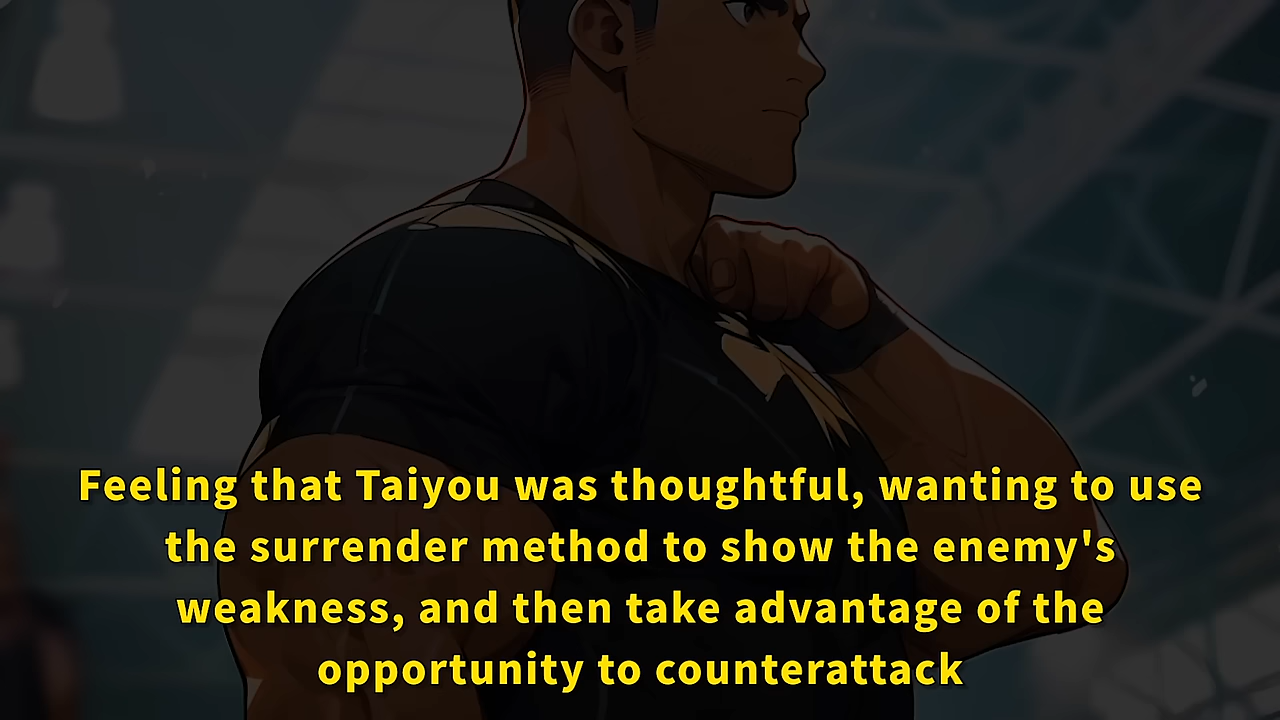 Feeling that Taiyou was thoughtful, wanting to use
the surrender method to show the enemy's
weakness, and then take advantage of the
opportunity to counterattack